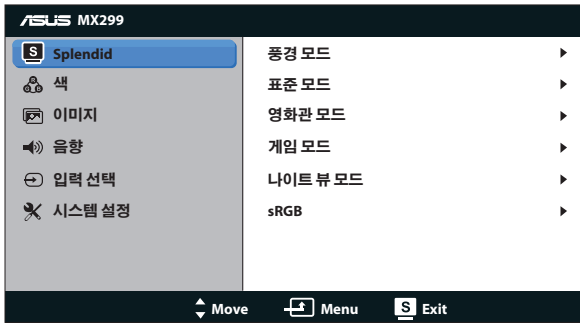 ASUS MX299
S Splendid
색
이미지
음향
입력 선택
시스템 설정
풍경 모드
표준 모드
영화관 모드
게임 모드
나이트 뷰 모드
sRGB
Move Menu S Exit